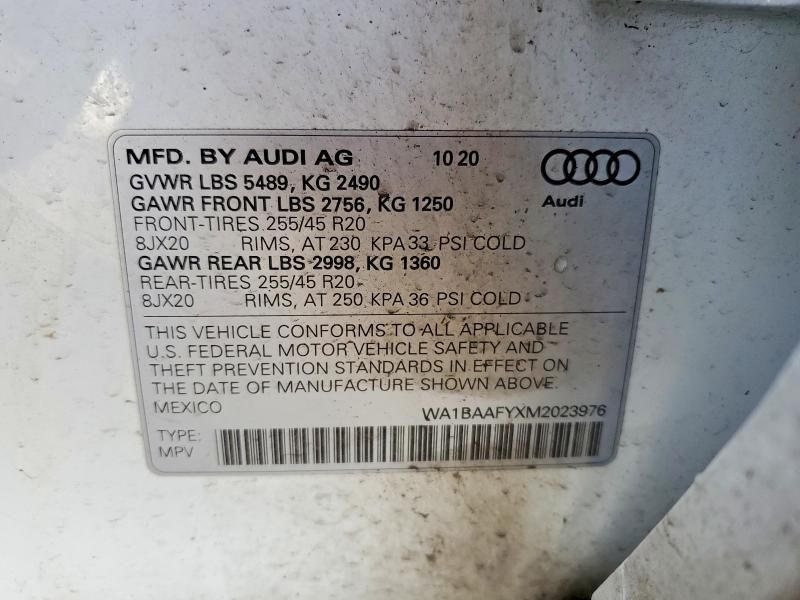 MFD. BY AUDI AG 10 20
GVWR LBS 5489, KG 2490
GAWR FRONT LBS 2756, KG 1250
Audi
FRONT-TIRES 255/45 R20
8JX20 RIMS, AT 230 KPA 33 PSI COLD
GAWR REAR LBS 2998, KG 1360
REAR-TIRES 255/45 R20
8JX20 RIMS, AT 250 KPA 36 PSI COLD
THIS VEHICLE CONFORMS TO ALL APPLICABLE
U.S. FEDERAL MOTOR VEHICLE SAFETY AND
THEFT PREVENTION STANDARDS IN EFFECT ON
THE DATE OF MANUFACTURE SHOWN ABOVE.
MEXICO WA1BAAFYXM2023976
TYPE:
MPV